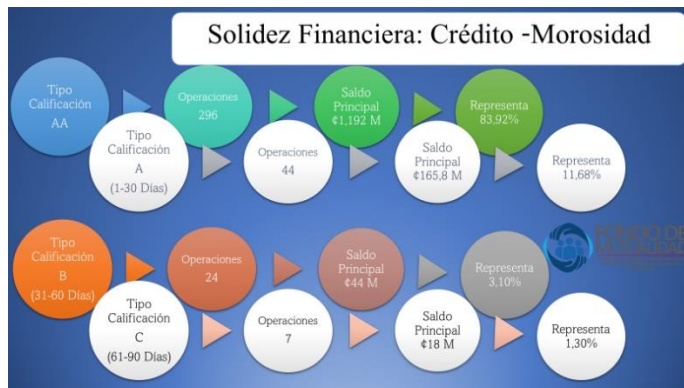 Solidez Financiera: Crédito -Morosidad
Tipo
Calificación
AA
Operaciones
296
Saldo
Principal
¢1,192 M
Representa
83,92%
Tipo
Calificación
A
(1-30 Días)
Operaciones
44
Saldo
Principal
¢165,8 M
Representa
11,68%
Tipo
Calificación
B
(31-60 Días)
Operaciones
24
Saldo
Principal
¢44 M
Representa
3.10%
FONDO DE
MUTUALIDAD
Tipo
Calificación
C
(61-90 Días)
Operaciones
7
Saldo
Principal
¢18 M
Representa
1,30%